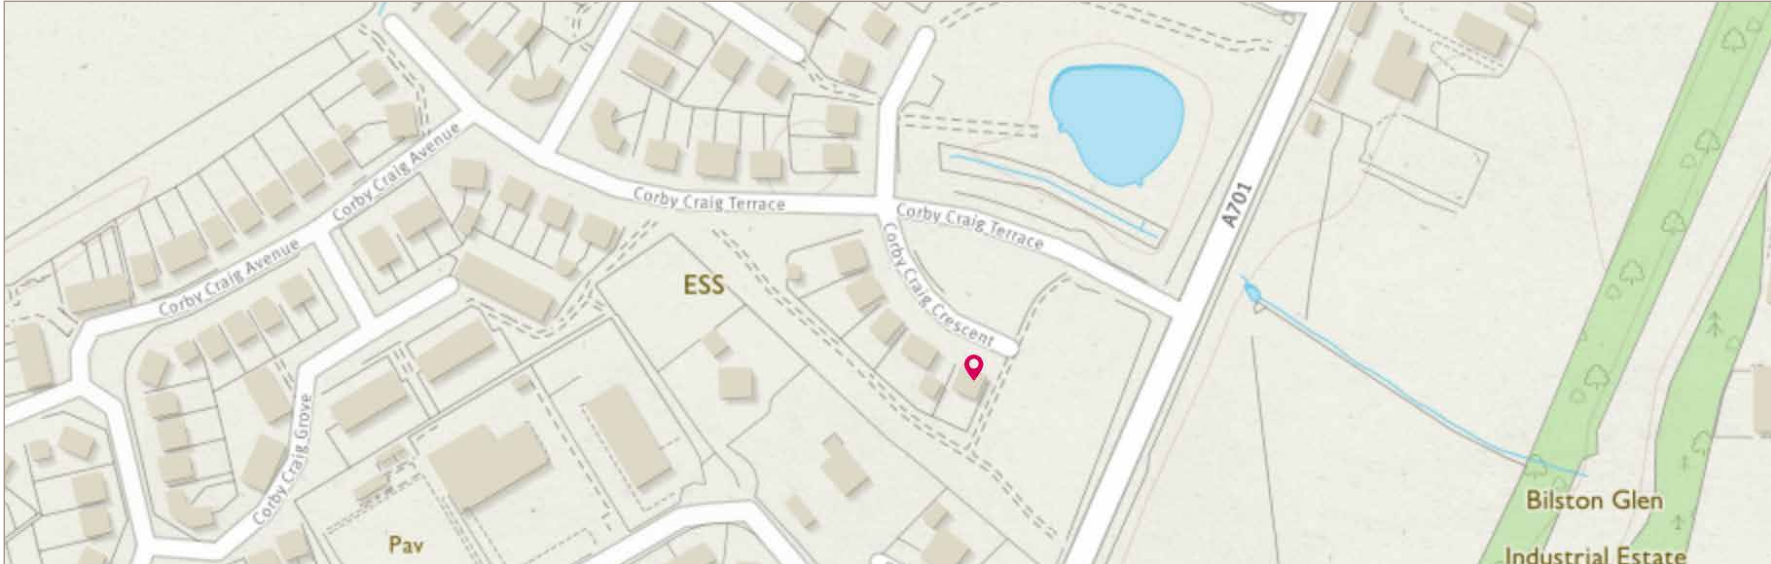 Corby Craig Avenue
Corby Craig Terrace
Corby Craig Terrace
A701
Corby Craig Avenue
Corby Craig Crescent
ESS
Corby Craig Grove
Bilston Glen
Industrial Estate
Pav